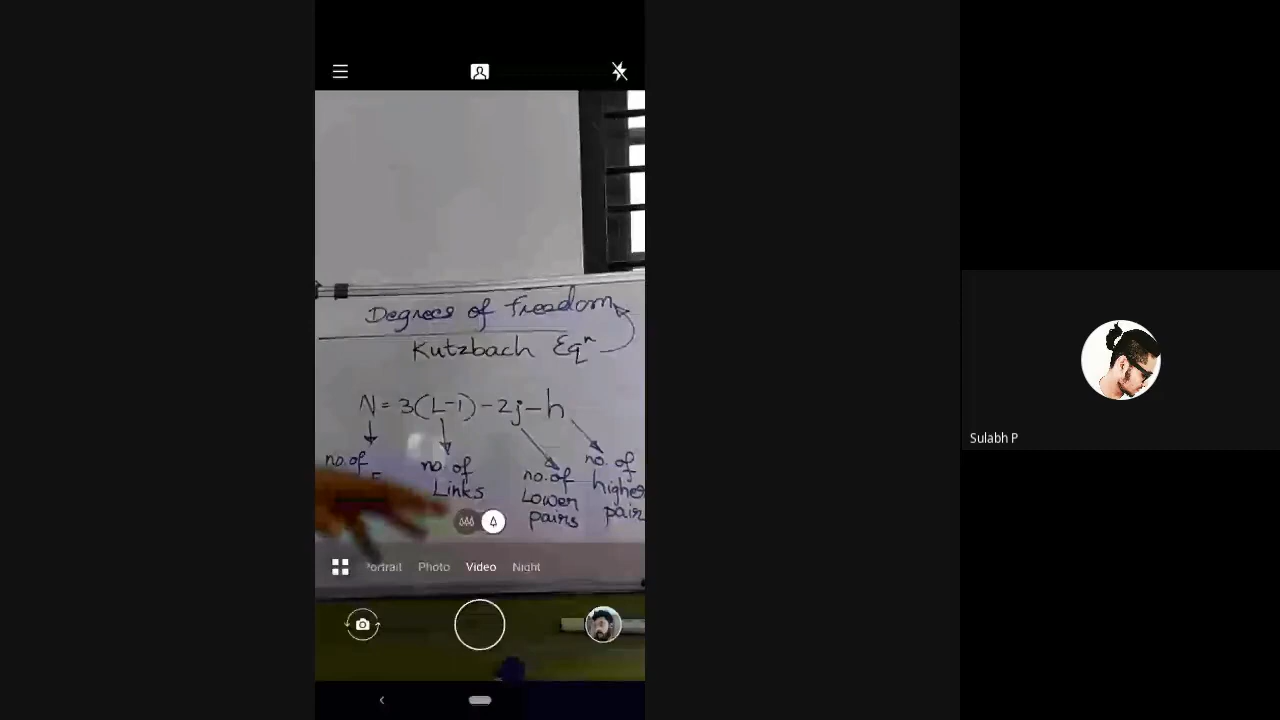 Degrees of freedom
Kutzbach Eqⁿ
N = 3(L-1) - 2j - h
no. of
no. of
Links
no. of
Lower
pairs
no. of
higher
pair
Portrait Photo Video Night
Sulabh P